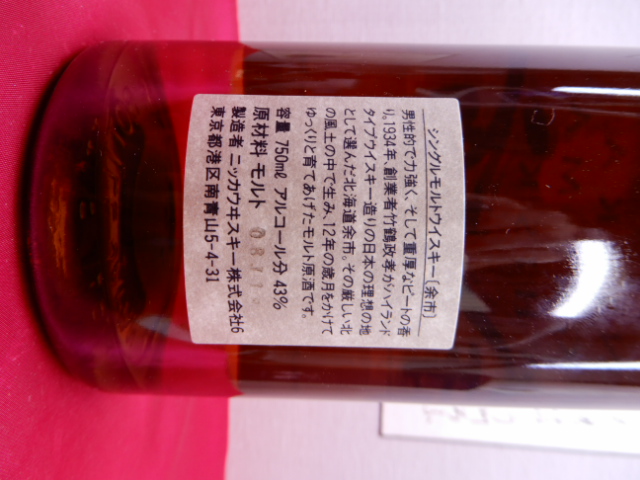 シングルモルトウイスキー〔余市〕
男性的で力強く、そして重厚なピートの香
り。1934年、創業者竹鶴政孝がハイランド
タイプウイスキー造りの日本の理想の地
として選んだ北海道余市。その厳しい北
の風土の中で生み、12年の歳月をかけて
ゆっくりと育てあげたモルト原酒です。
容量 750mℓ アルコール分 43%
原材料 モルト
製造者 ニッカウヰスキー株式会社6
東京都港区南青山5-4-31